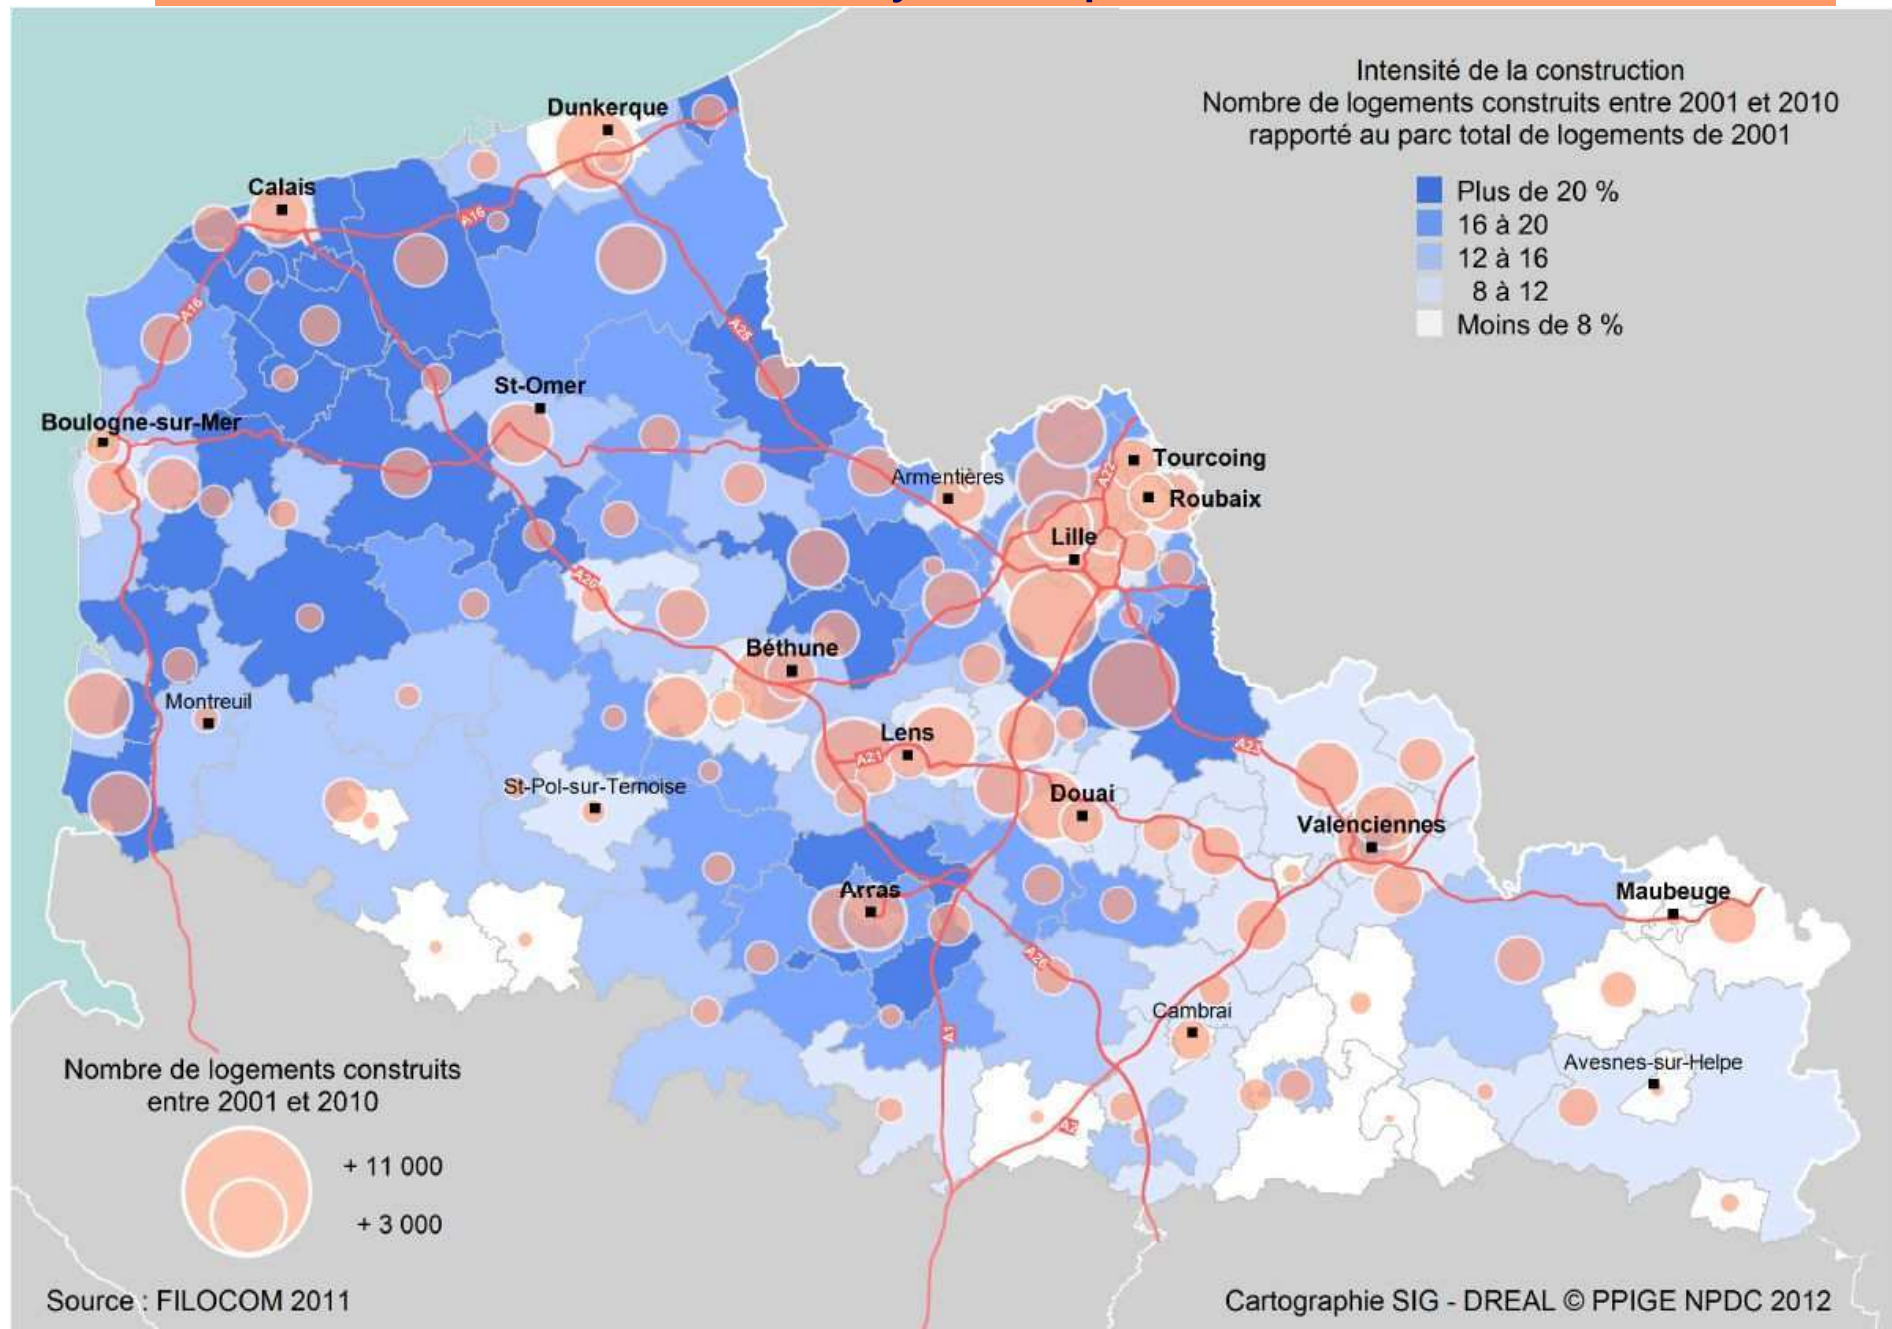 Intensité de la construction
Nombre de logements construits entre 2001 et 2010
rapporté au parc total de logements de 2001
Plus de 20 %
16 à 20
12 à 16
8 à 12
Moins de 8 %
Dunkerque
Calais
A16
A16
A25
St-Omer
Boulogne-sur-Mer
Armentières
A22
Tourcoing
Roubaix
Lille
A26
Béthune
Montreuil
Lens
A21
A23
St-Pol-sur-Ternoise
Douai
Valenciennes
Arras
Maubeuge
A26
Cambrai
A1
Avesnes-sur-Helpe
A2
Nombre de logements construits
entre 2001 et 2010
+ 11 000
+ 3 000
Source : FILOCOM 2011
Cartographie SIG - DREAL © PPIGE NPDC 2012